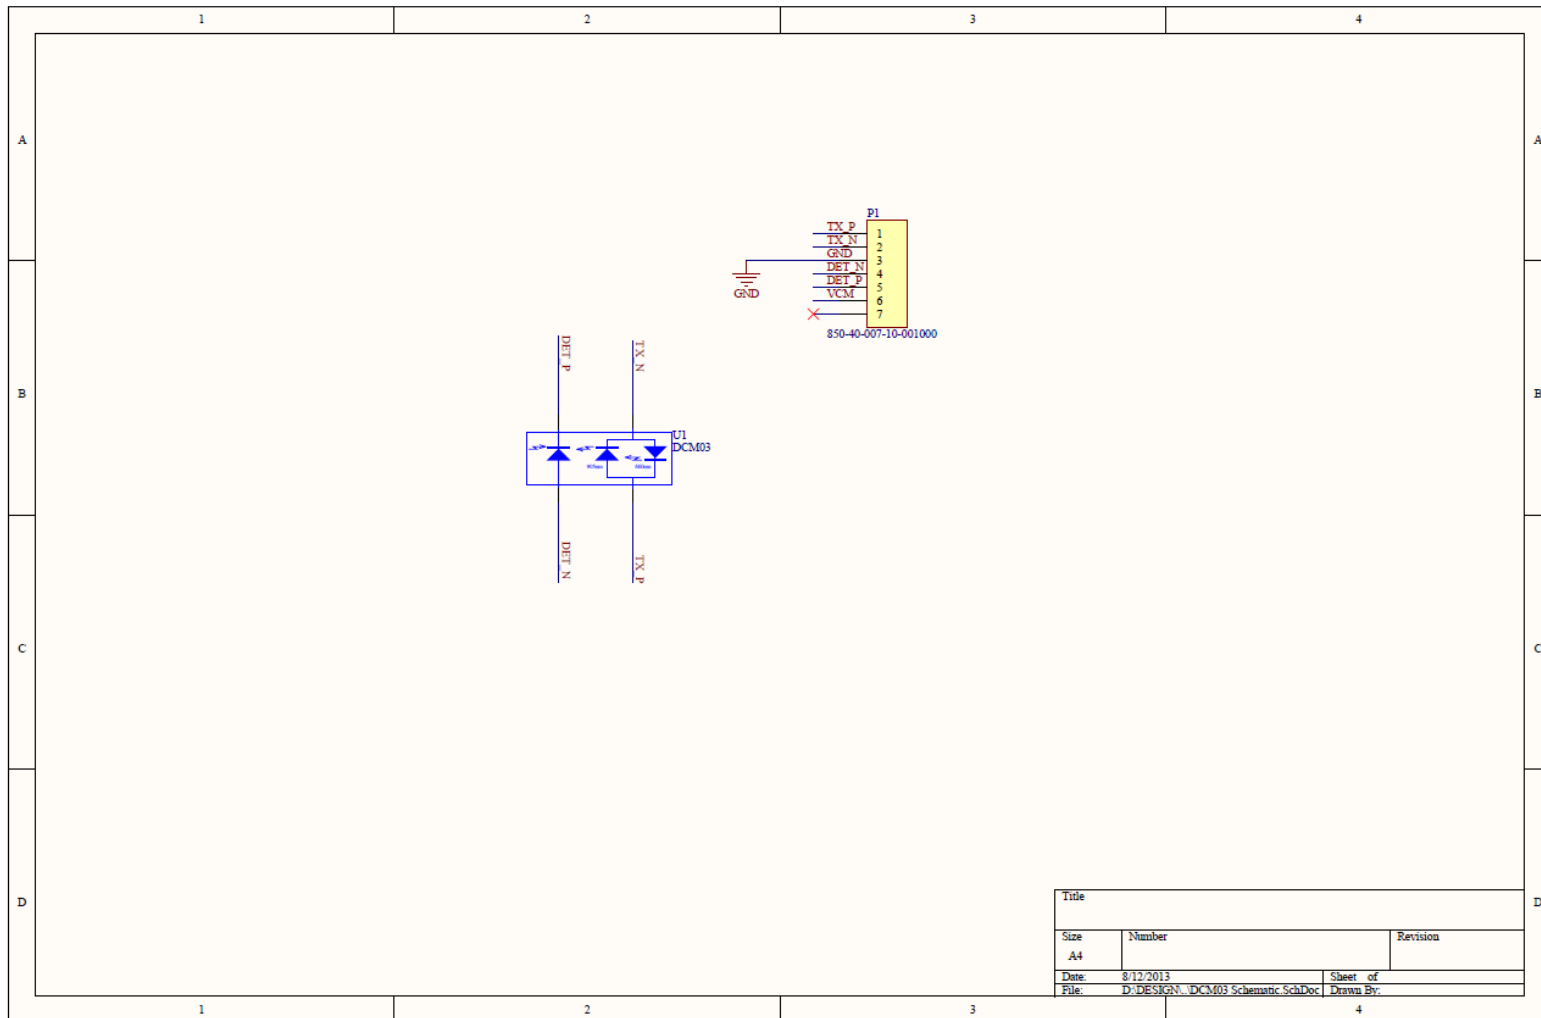 1 2 3 4
A A
P1
TX_P 1
TX_N 2
GND 3
DET_N 4
DET_P 5
VCM 6
7
GND
850-40-007-10-001000
DET_P TX_N
B B
U1
DCM03
DET_N TX_P
C C
D D
Title
Size Number Revision
A4
Date: 8/12/2013 Sheet of
File: D:\DESIGN\..\DCM03 Schematic.SchDoc Drawn By:
1 2 3 4